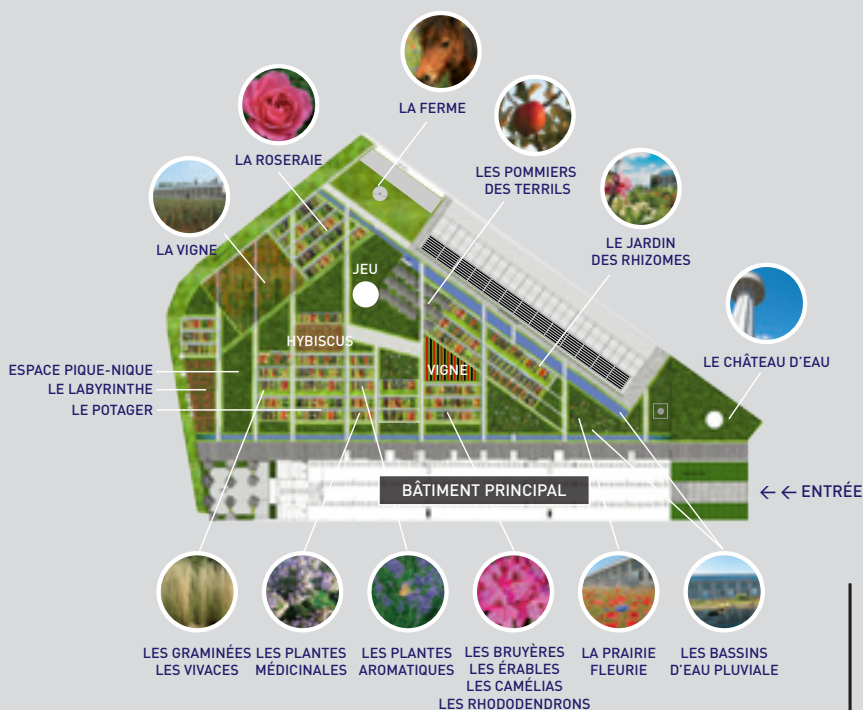 LA FERME
LA ROSERAIE
LES POMMIERS
DES TERRILS
LA VIGNE
LE JARDIN
DES RHIZOMES
JEU
HYBISCUS
VIGNE
LE CHÂTEAU D'EAU
ESPACE PIQUE-NIQUE
LE LABYRINTHE
LE POTAGER
BÂTIMENT PRINCIPAL
← ← ENTRÉE
LES GRAMINÉES
LES VIVACES
LES PLANTES
MÉDICINALES
LES PLANTES
AROMATIQUES
LES BRUYÈRES
LES ÉRABLES
LES CAMÉLIAS
LES RHODODENDRONS
LA PRAIRIE
FLEURIE
LES BASSINS
D'EAU PLUVIALE